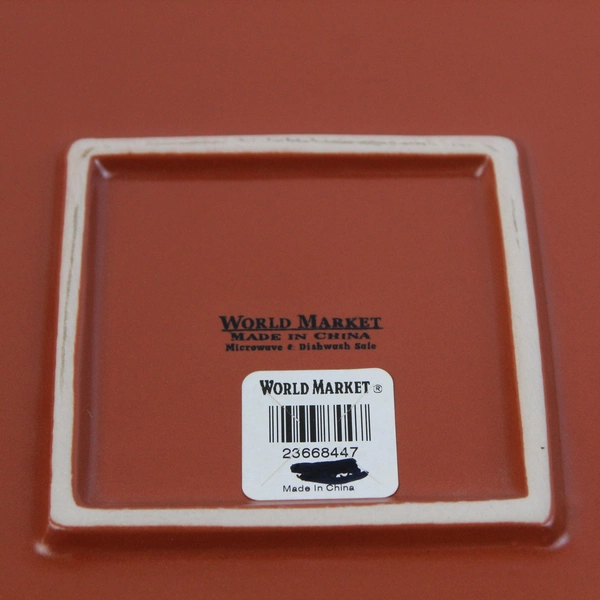 WORLD MARKET
MADE IN CHINA
Microwave & Dishwash Safe
WORLD MARKET ®
23668447
Made In China